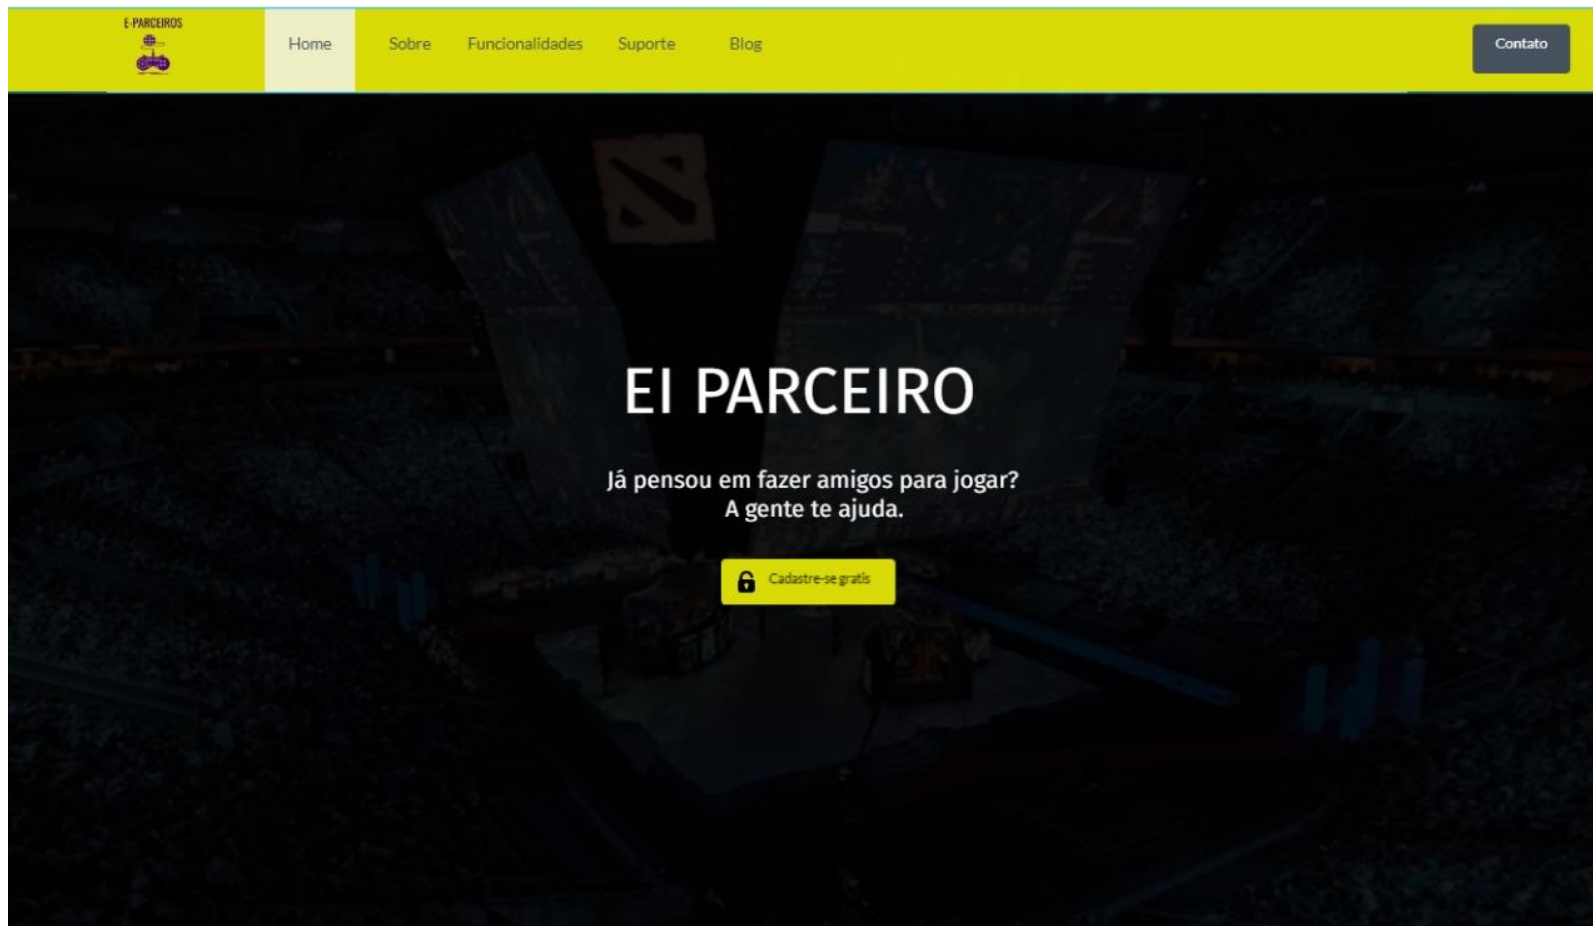 E-PARCEIROS
Home
Sobre
Funcionalidades
Suporte
Blog
Contato
EI PARCEIRO
Já pensou em fazer amigos para jogar?
A gente te ajuda.
Cadastre-se gratis